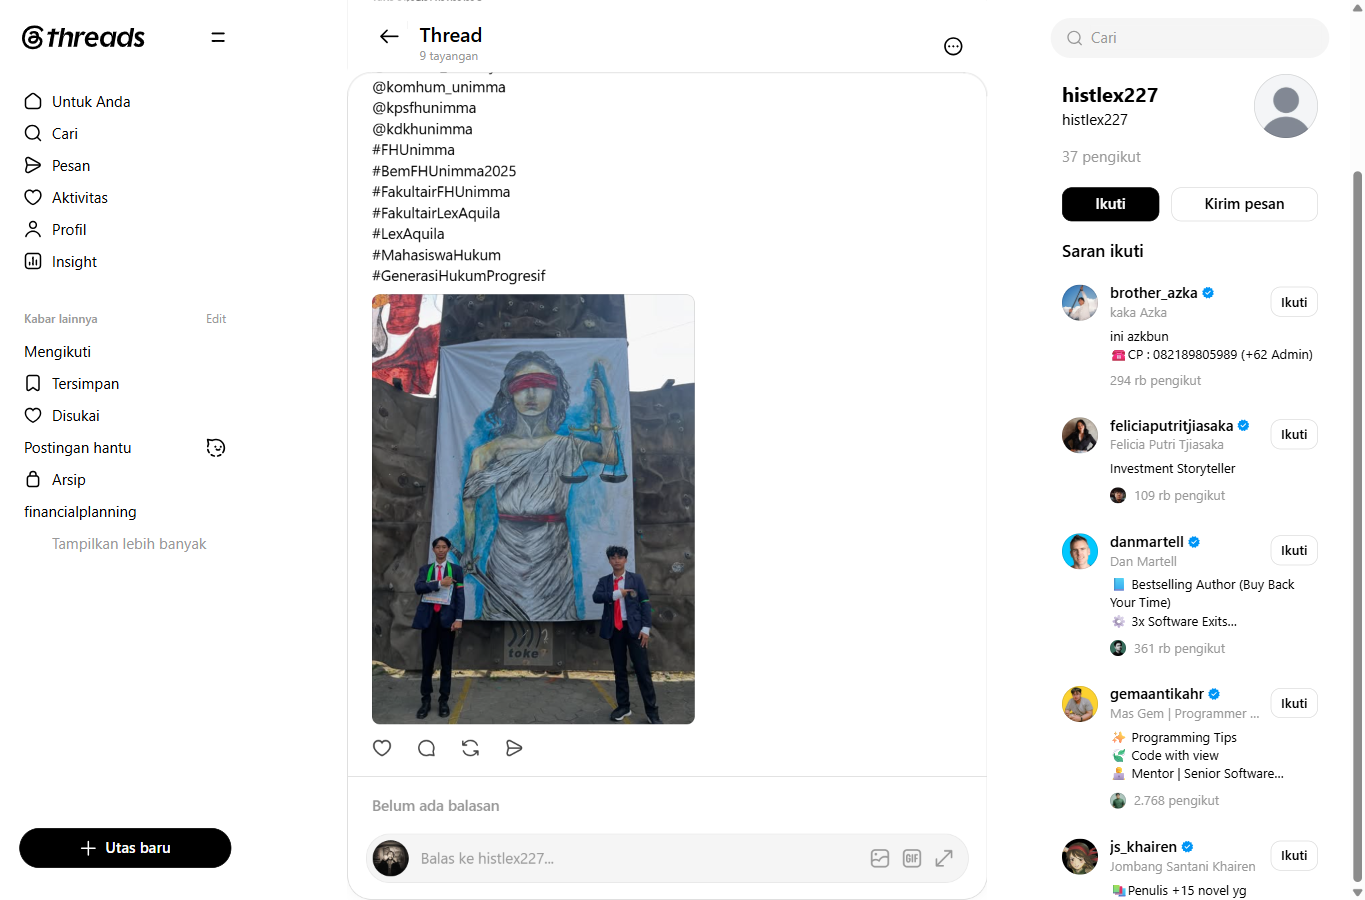 threads
Untuk Anda
Cari
Pesan
Aktivitas
Profil
Insight
Kabar lainnya
Edit
Mengikuti
Tersimpan
Disukai
Postingan hantu
Arsip
financialplanning
Tampilkan lebih banyak
Utas baru
Thread
9 tayangan
@komhum_unimma
@kpsfhunimma
@kdkhunimma
#FHUnimma
#BemFHUnimma2025
#FakultairFHUnimma
#FakultairLexAquila
#LexAquila
#MahasiswaHukum
#GenerasiHukumProgresif
toke
Belum ada balasan
Balas ke histlex227...
GIF
Cari
histlex227
histlex227
37 pengikut
Ikuti
Kirim pesan
Saran ikuti
brother_azka
kaka Azka
Ikuti
ini azkbun
☎️CP : 082189805989 (+62 Admin)
294 rb pengikut
feliciaputritjiasaka
Felicia Putri Tjiasaka
Ikuti
Investment Storyteller
109 rb pengikut
danmartell
Dan Martell
Ikuti
📘 Bestselling Author (Buy Back
Your Time)
⚙️ 3x Software Exits...
361 rb pengikut
gemaantikahr
Mas Gem | Programmer ...
Ikuti
✨ Programming Tips
🍃 Code with view
🧘 Mentor | Senior Software...
2.768 pengikut
js_khairen
Jombang Santani Khairen
Ikuti
📚Penulis +15 novel yg